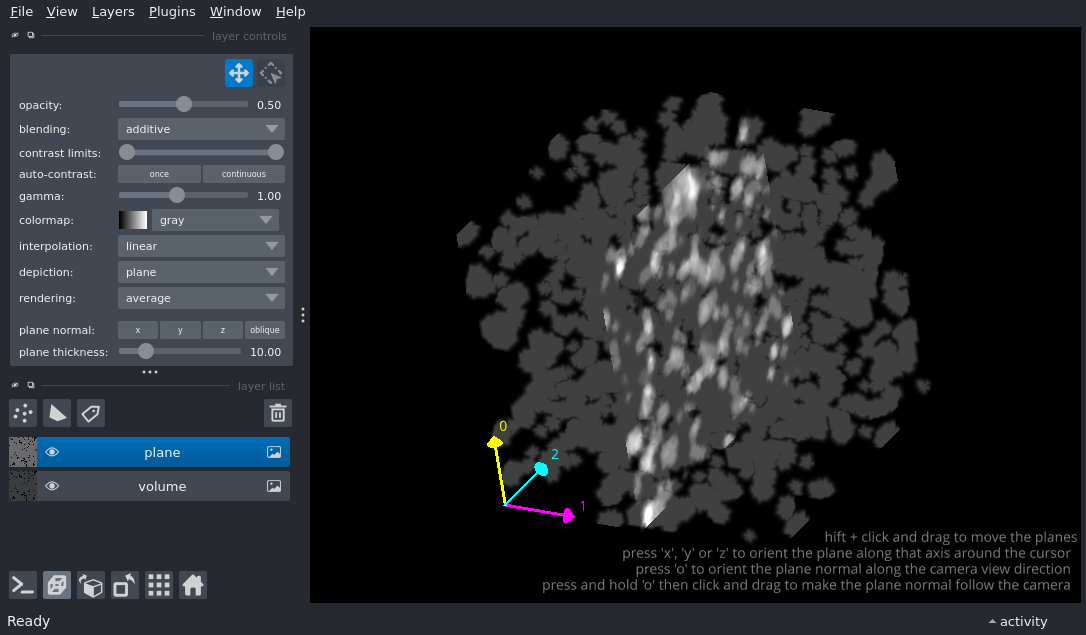 File View Layers Plugins Window Help
layer controls
opacity: 0.50
blending: additive
contrast limits:
auto-contrast: once continuous
gamma: 1.00
colormap: gray
interpolation: linear
depiction: plane
rendering: average
plane normal: x y z oblique
plane thickness: 10.00
layer list
plane
volume
0
2
1
hift + click and drag to move the planes
press 'x', 'y' or 'z' to orient the plane along that axis around the cursor
press 'o' to orient the plane normal along the camera view direction
press and hold 'o' then click and drag to make the plane normal follow the camera
Ready activity